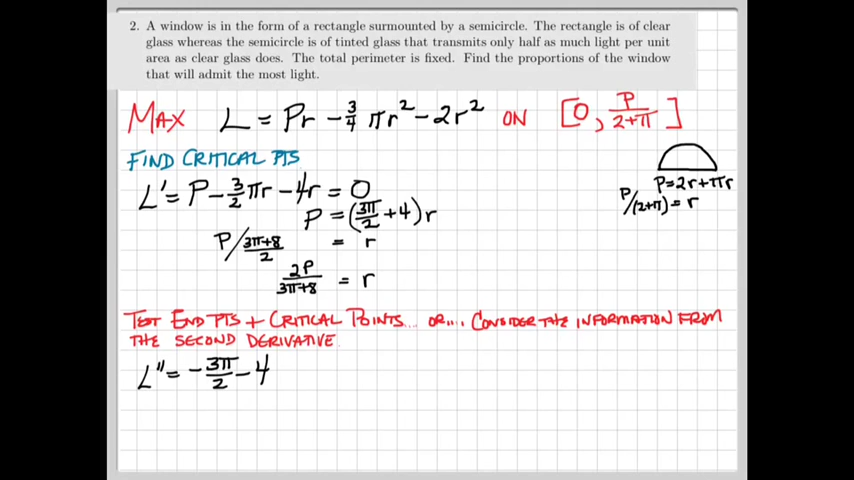 2. A window is in the form of a rectangle surmounted by a semicircle. The rectangle is of clear
glass whereas the semicircle is of tinted glass that transmits only half as much light per unit
area as clear glass does. The total perimeter is fixed. Find the proportions of the window
that will admit the most light.
MAX L = Pr - 3/4 πr² - 2r² ON [0, P/(2+π)]
FIND CRITICAL PTS
P=2r+πr
P/(2+π) = r
L' = P - 3/2 πr - 4r = 0
P = (3π/2 + 4) r
P/ (3π+8)/2 = r
2P/(3π+8) = r
TEST END PTS + CRITICAL POINTS... OR.... CONSIDER THE INFORMATION FROM
THE SECOND DERIVATIVE.
L'' = - 3π/2 - 4